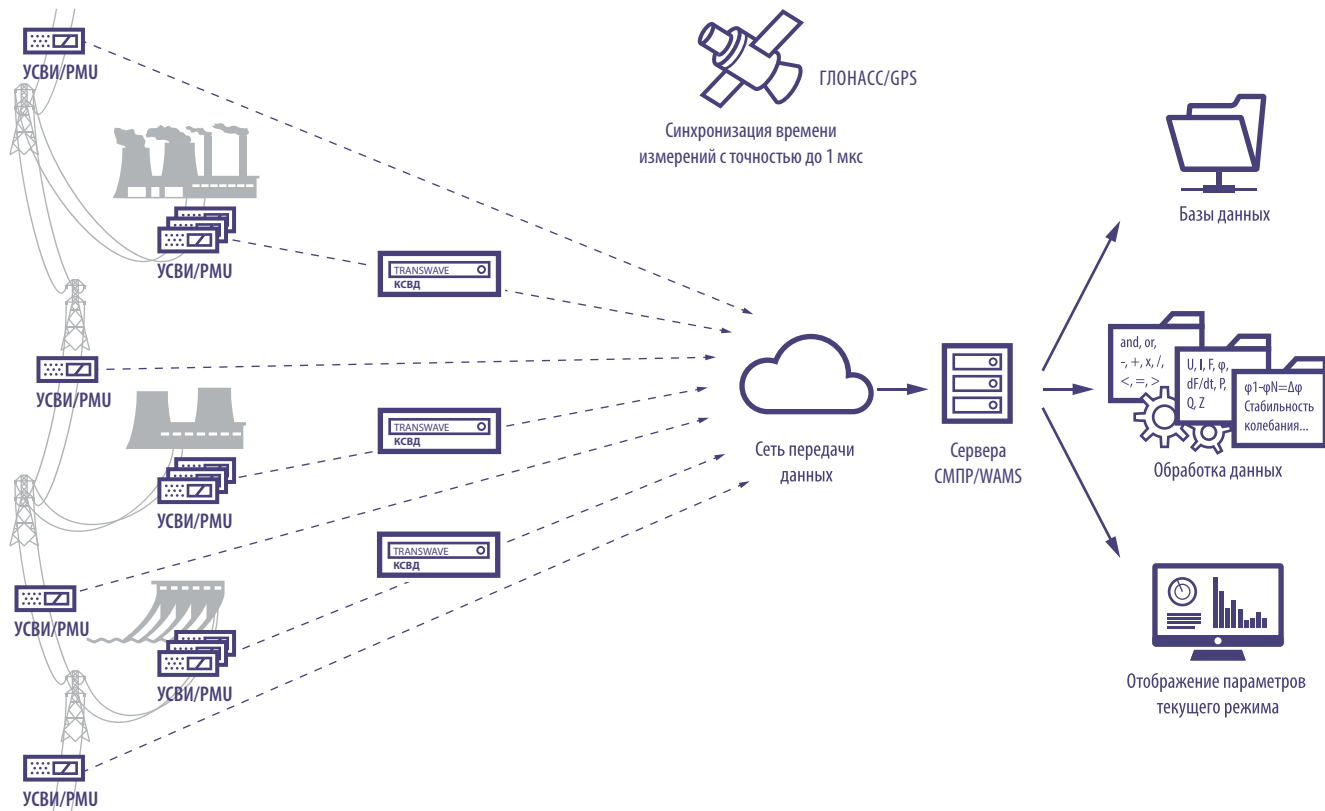 УСВИ/PMU
ГЛОНАСС/GPS
Синхронизация времени
измерений с точностью до 1 мкс
Базы данных
УСВИ/PMU
TRANSWAVE
КСВД
УСВИ/PMU
TRANSWAVE
КСВД
УСВИ/PMU
Сеть передачи
данных
Сервера
СМПР/WAMS
and, or,
-, +, x, /,
<, =, >
U, I, F, φ,
dF/dt, P,
Q, Z
φ1-φN=Δφ
Стабильность
колебания...
Обработка данных
TRANSWAVE
КСВД
УСВИ/PMU
УСВИ/PMU
Отображение параметров
текущего режима
УСВИ/PMU